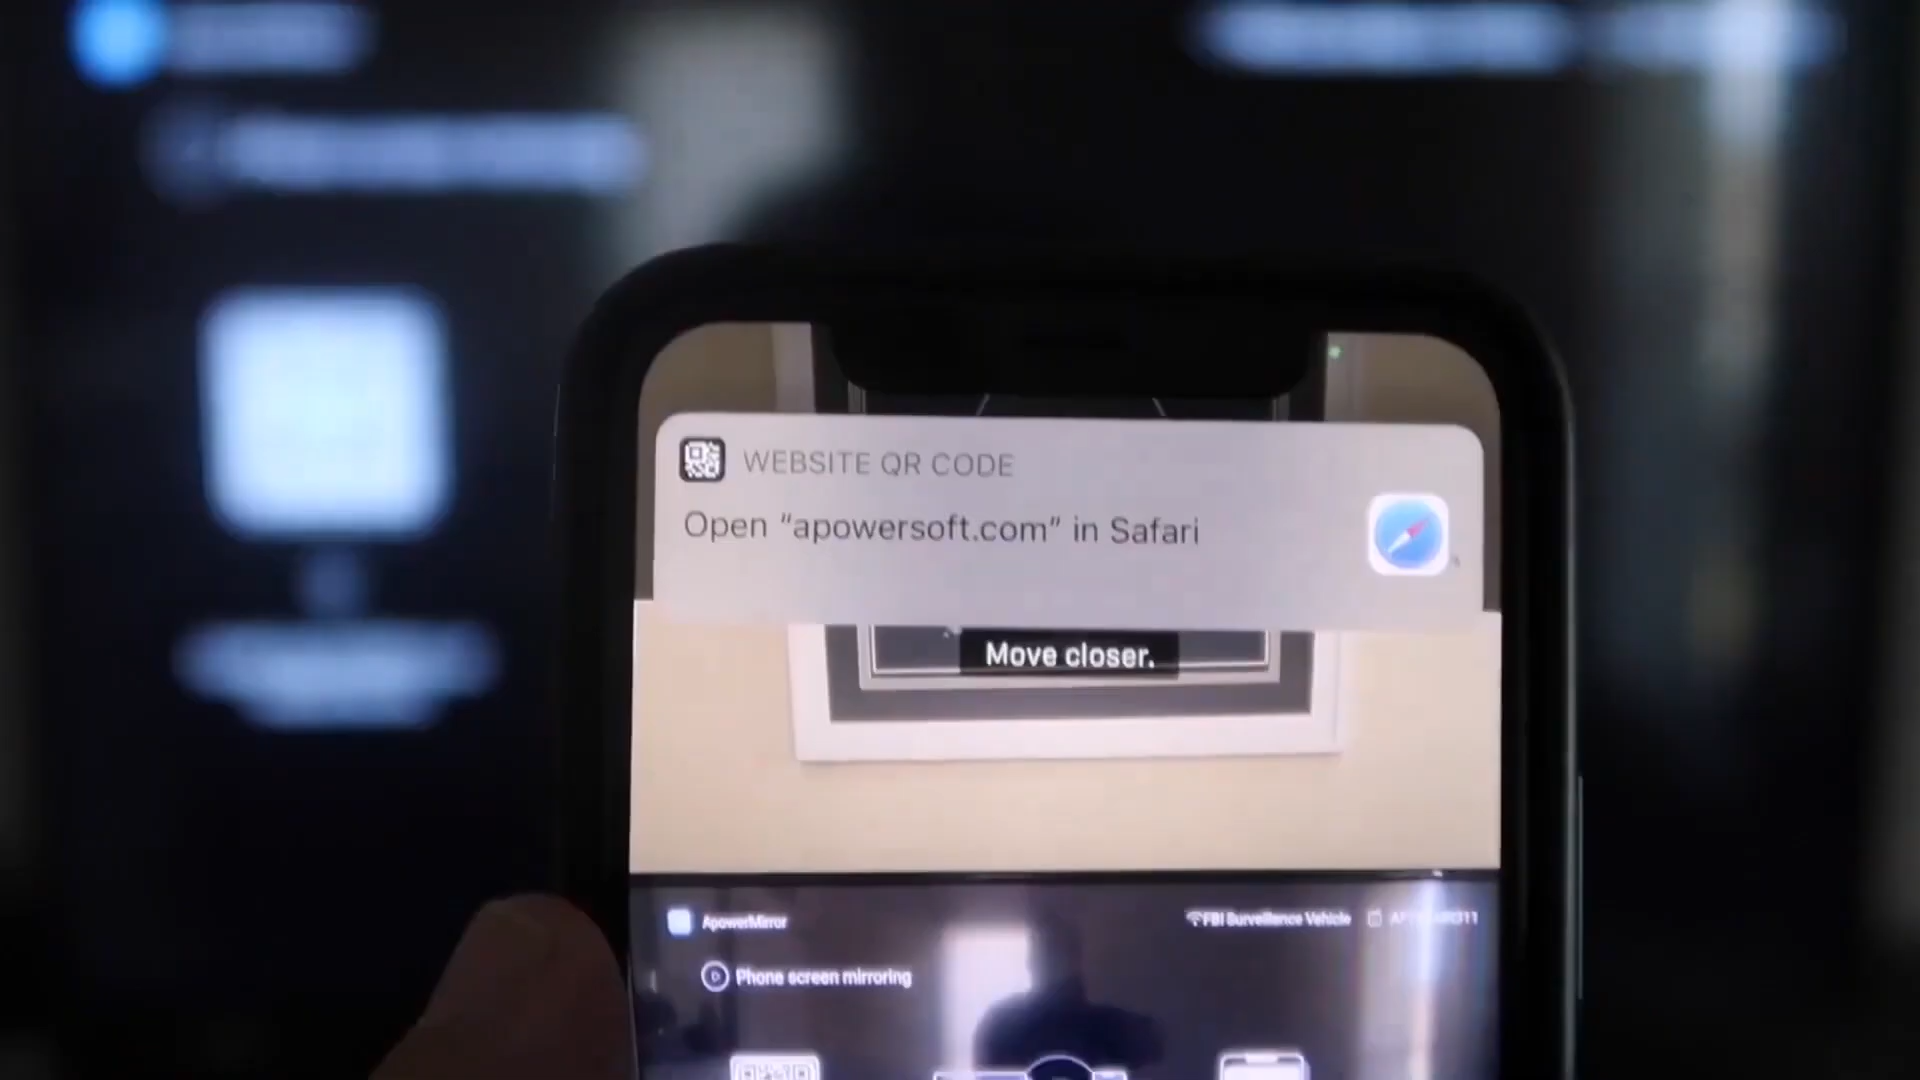 WEBSITE QR CODE
Open “apowersoft.com” in Safari
Move closer.
ApowerMirror
FBI Surveillance Vehicle
Phone screen mirroring